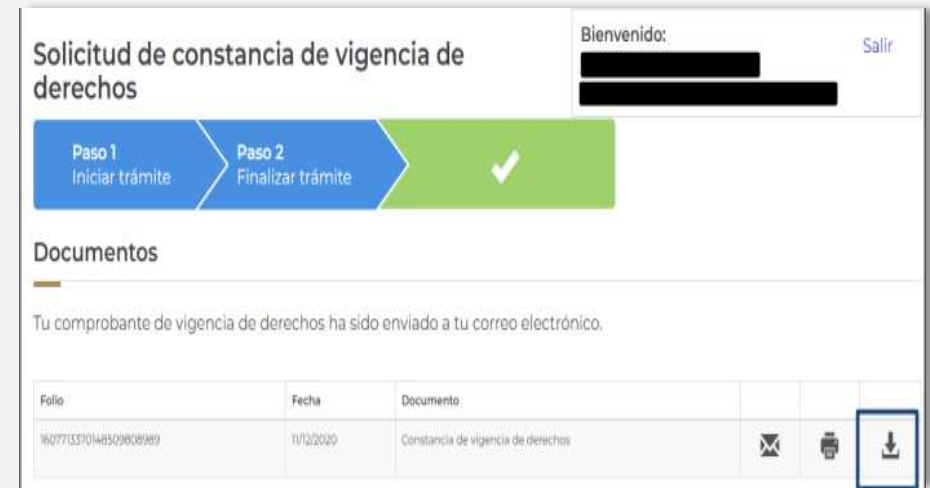 Solicitud de constancia de vigencia de
derechos
Bienvenido:
Salir
Paso 1
Iniciar trámite
Paso 2
Finalizar trámite
Documentos
Tu comprobante de vigencia de derechos ha sido enviado a tu correo electrónico.
Folio Fecha Documento
1607713370148509808989 11/12/2020 Constancia de vigencia de derechos